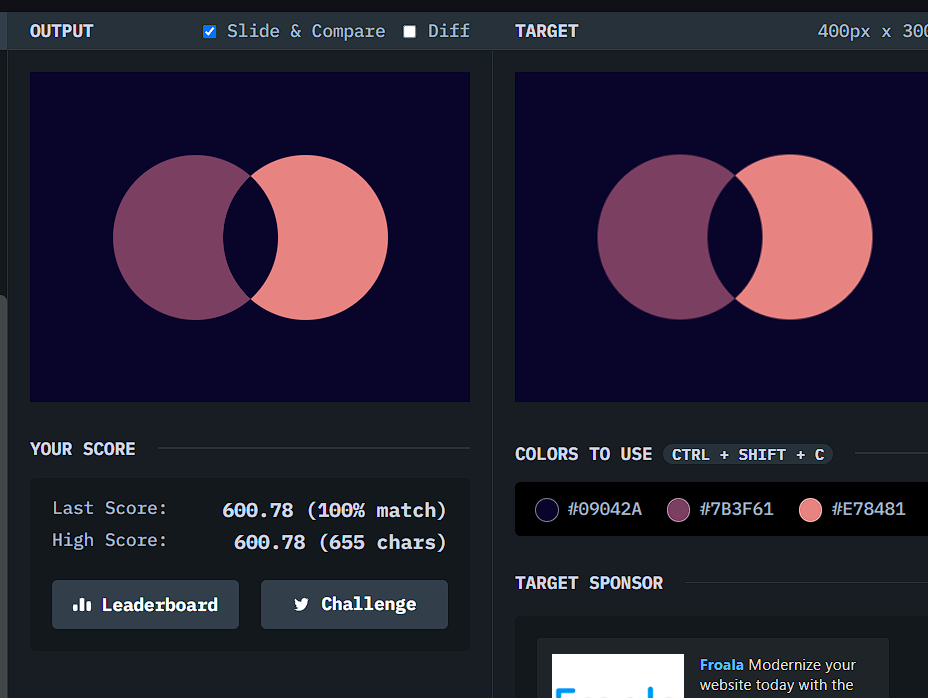 OUTPUT Slide & Compare Diff TARGET 400px x 300
YOUR SCORE
Last Score: 600.78 (100% match)
High Score: 600.78 (655 chars)
Leaderboard Challenge
COLORS TO USE CTRL + SHIFT + C
#09042A #7B3F61 #E78481
TARGET SPONSOR
Froala Modernize your
website today with the